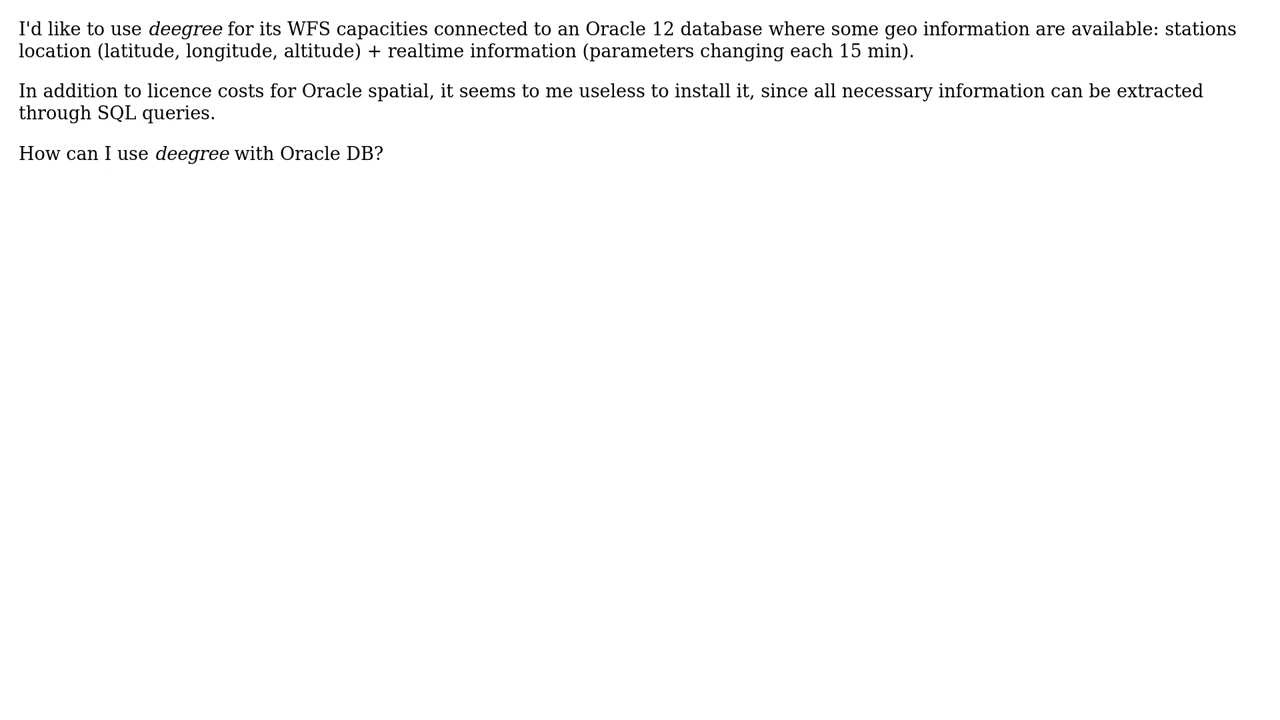 I'd like to use deegree for its WFS capacities connected to an Oracle 12 database where some geo information are available: stations
location (latitude, longitude, altitude) + realtime information (parameters changing each 15 min).
In addition to licence costs for Oracle spatial, it seems to me useless to install it, since all necessary information can be extracted
through SQL queries.
How can I use deegree with Oracle DB?